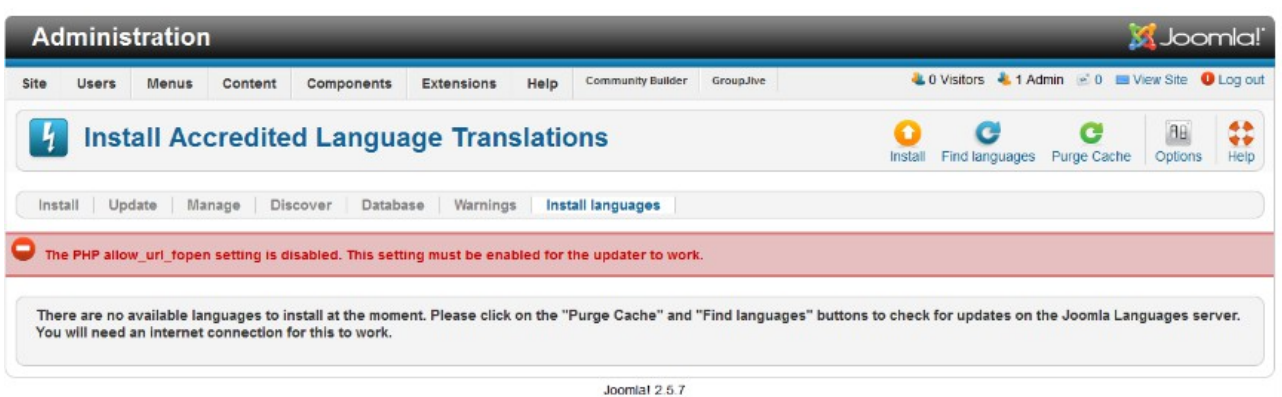 Administration
Joomla!
Site Users Menus Content Components Extensions Help Community Builder GroupJive 0 Visitors 1 Admin 0 View Site Log out
Install Accredited Language Translations
Install Find languages Purge Cache Options Help
Install Update Manage Discover Database Warnings Install languages
The PHP allow_url_fopen setting is disabled. This setting must be enabled for the updater to work.
There are no available languages to install at the moment. Please click on the "Purge Cache" and "Find languages" buttons to check for updates on the Joomla Languages server.
You will need an internet connection for this to work.
Joomla! 2.5.7